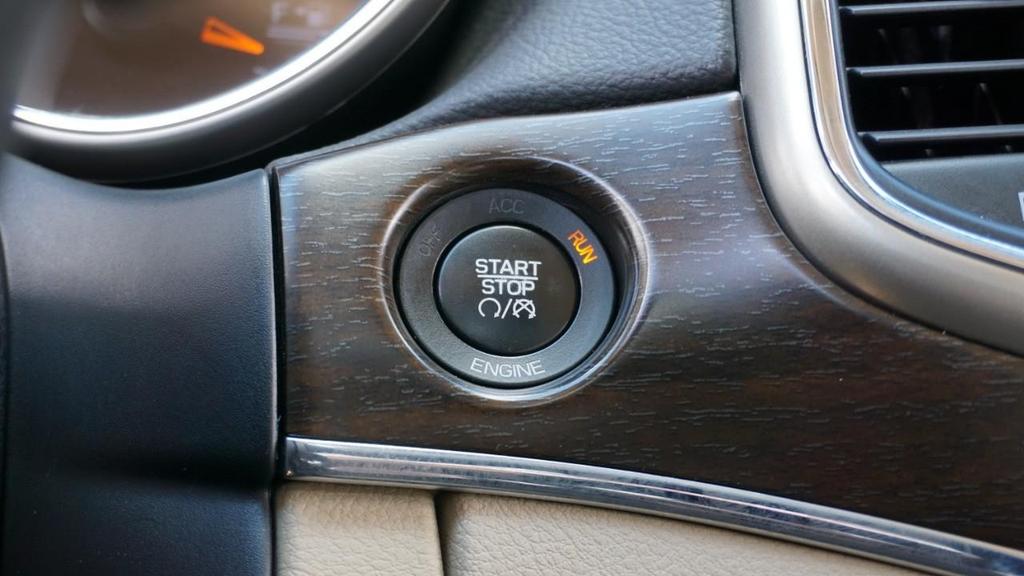 ACC
OFF
RUN
START
STOP
ENGINE